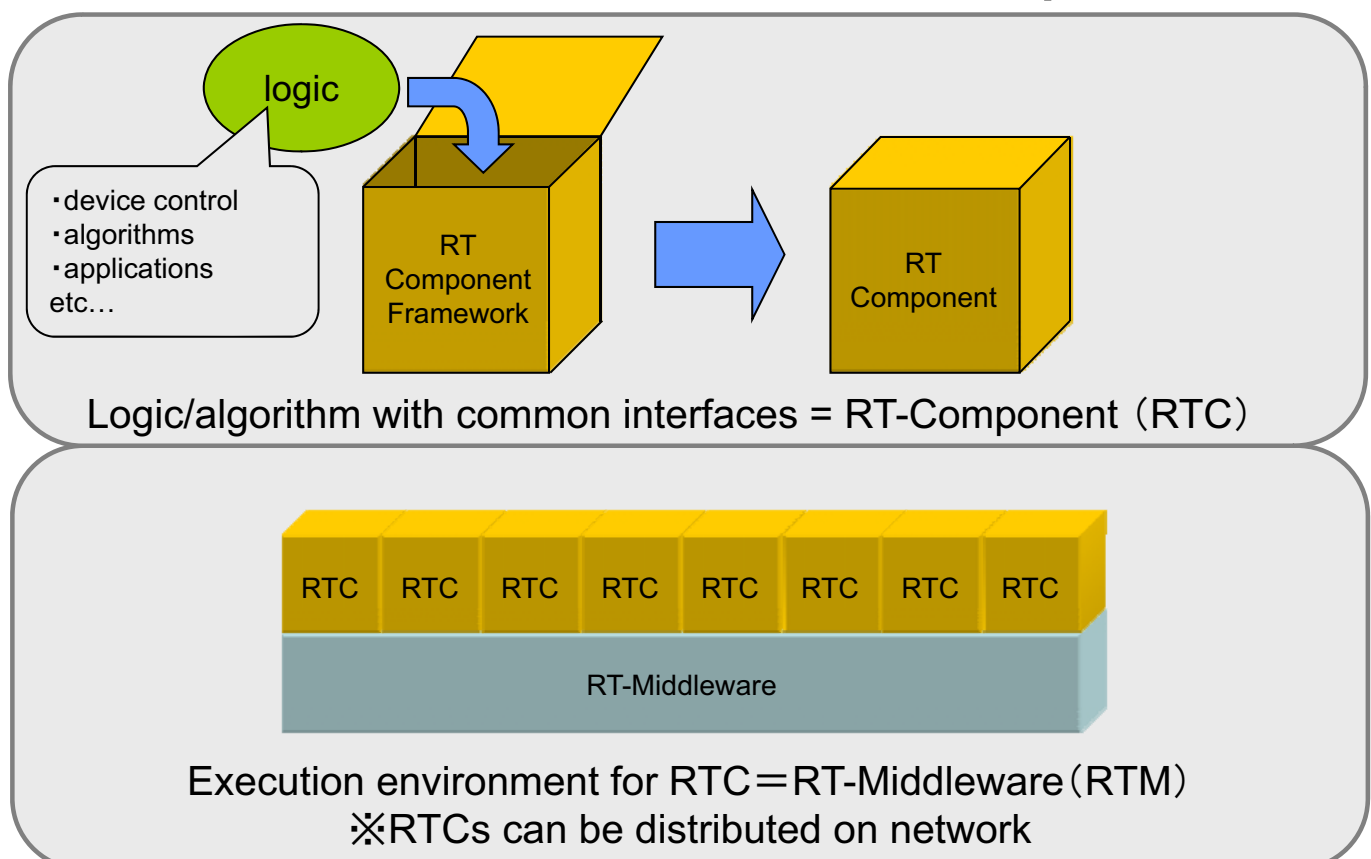 logic
・device control
・algorithms
・applications
etc…
RT
Component
Framework
RT
Component
Logic/algorithm with common interfaces = RT-Component（RTC）
RTC RTC RTC RTC RTC RTC RTC RTC
RT-Middleware
Execution environment for RTC＝RT-Middleware（RTM）
※RTCs can be distributed on network